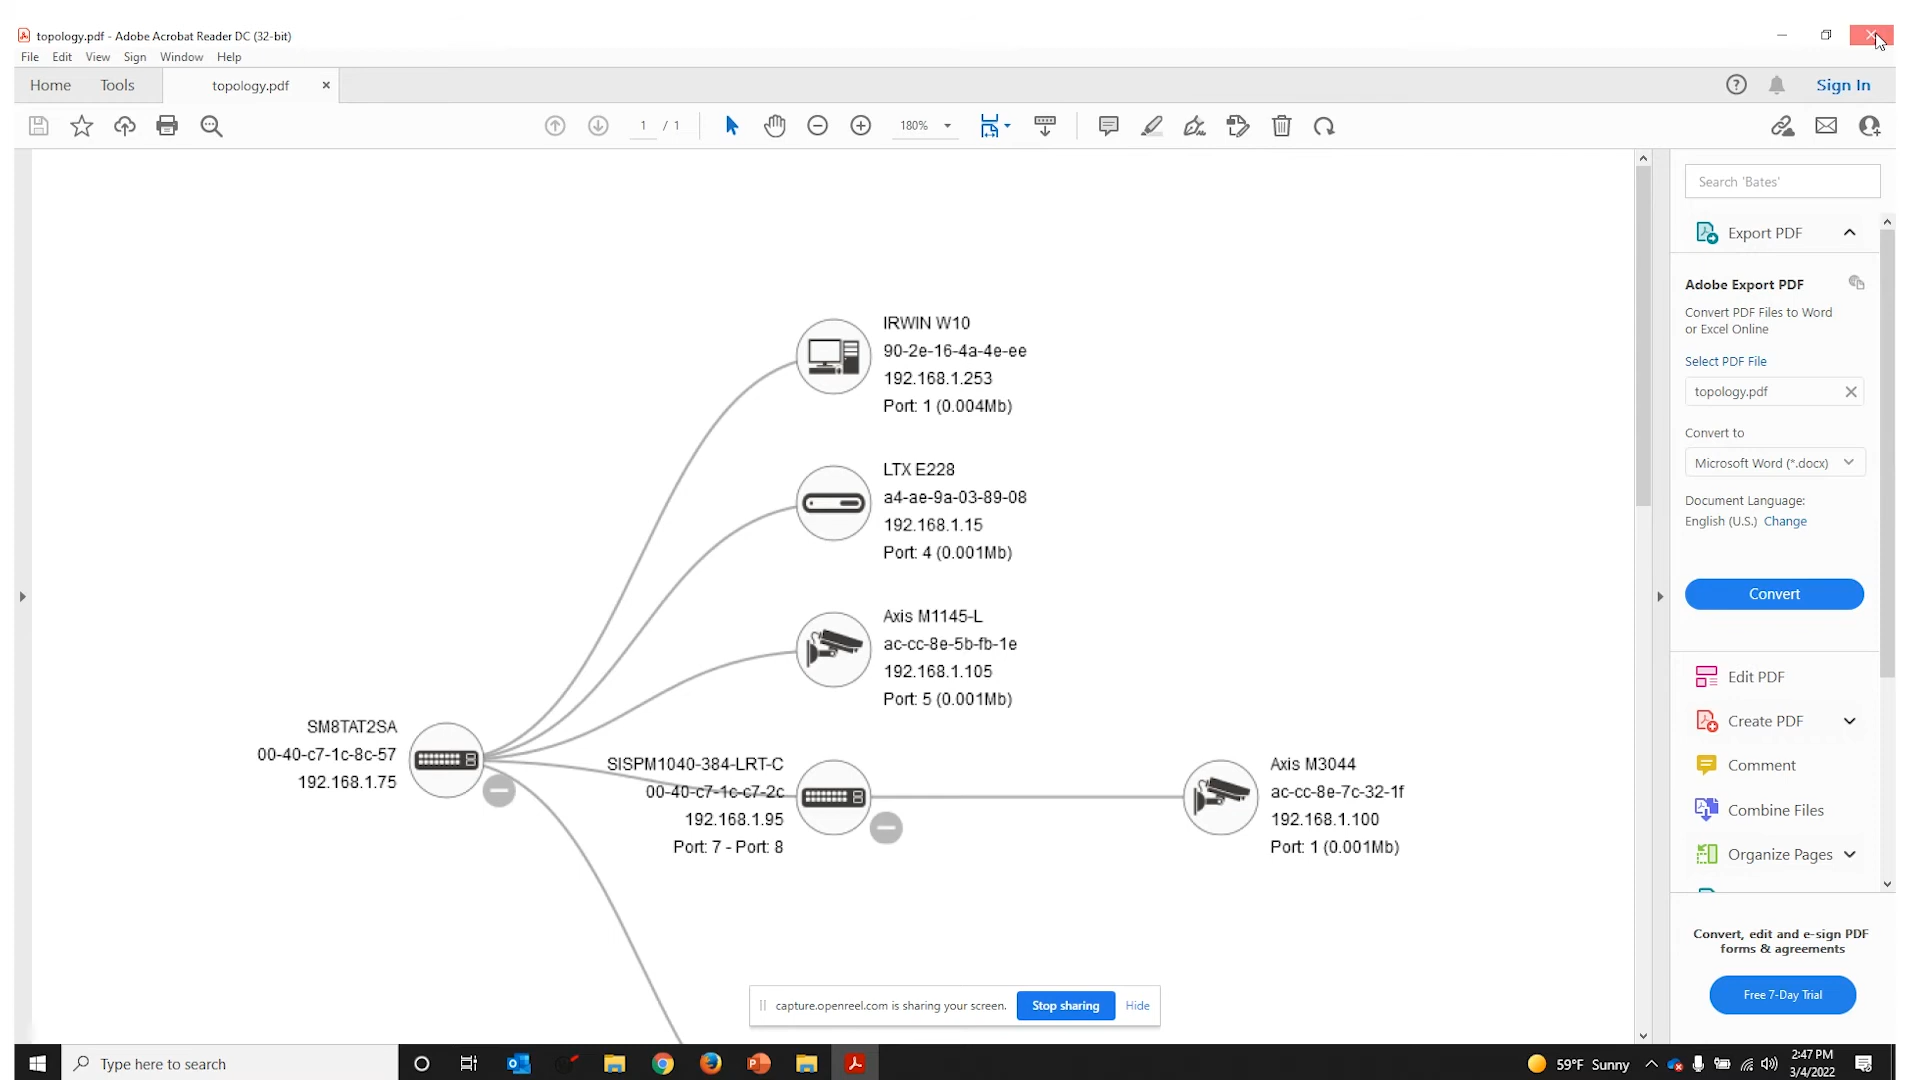 topology.pdf - Adobe Acrobat Reader DC (32-bit)
File Edit View Sign Window Help
Home Tools topology.pdf × Sign In
1 / 1 180%
Search 'Bates'
Export PDF
Adobe Export PDF
Convert PDF Files to Word
or Excel Online
Select PDF File
topology.pdf
Convert to
Microsoft Word (*.docx)
Document Language:
English (U.S.) Change
Convert
Edit PDF
Create PDF
Comment
Combine Files
Organize Pages
Convert, edit and e-sign PDF
forms & agreements
Free 7-Day Trial
IRWIN W10
90-2e-16-4a-4e-ee
192.168.1.253
Port: 1 (0.004Mb)
LTX E228
a4-ae-9a-03-89-08
192.168.1.15
Port: 4 (0.001Mb)
Axis M1145-L
ac-cc-8e-5b-fb-1e
192.168.1.105
Port: 5 (0.001Mb)
SM8TAT2SA
00-40-c7-1c-8c-57
192.168.1.75
SISPM1040-384-LRT-C
00-40-c7-1c-c7-2c
192.168.1.95
Port: 7 - Port: 8
Axis M3044
ac-cc-8e-7c-32-1f
192.168.1.100
Port: 1 (0.001Mb)
capture.openreel.com is sharing your screen. Stop sharing Hide
Type here to search
59°F Sunny
2:47 PM
3/4/2022